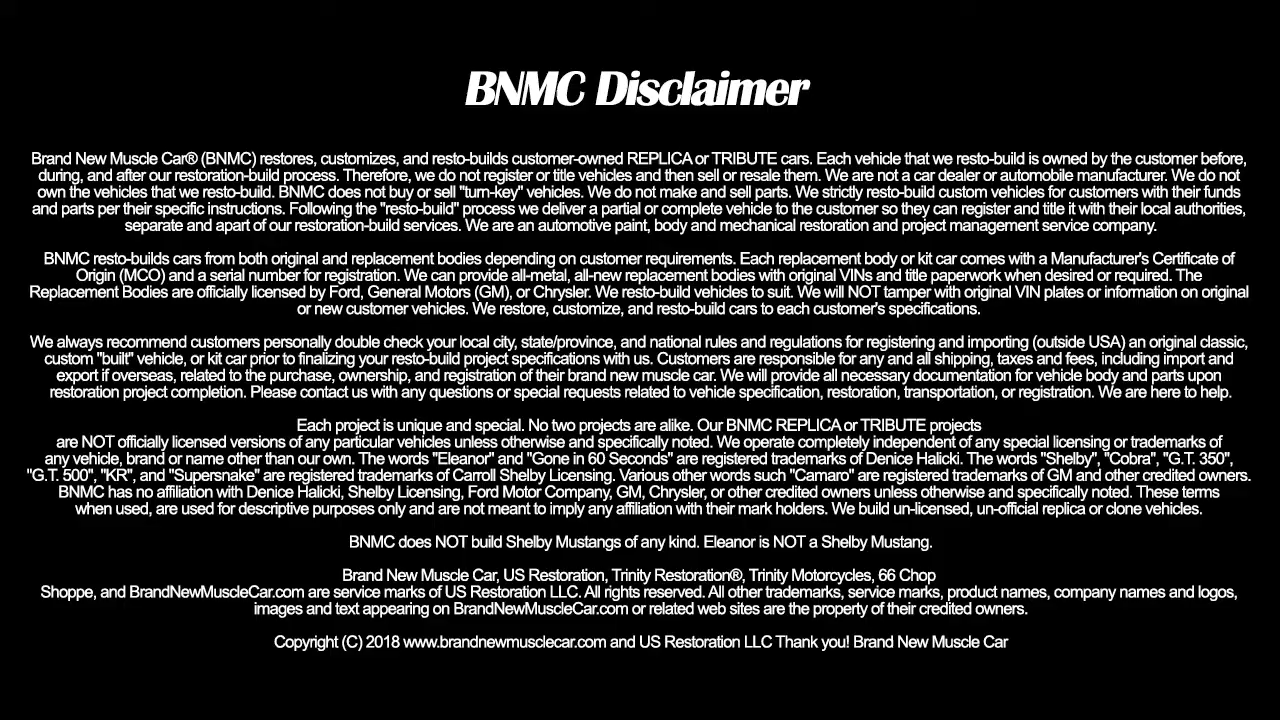 BNMC Disclaimer
Brand New Muscle Car® (BNMC) restores, customizes, and resto-builds customer-owned REPLICA or TRIBUTE cars. Each vehicle that we resto-build is owned by the customer before,
during, and after our restoration-build process. Therefore, we do not register or title vehicles and then sell or resale them. We are not a car dealer or automobile manufacturer. We do not
own the vehicles that we resto-build. BNMC does not buy or sell "turn-key" vehicles. We do not make and sell parts. We strictly resto-build custom vehicles for customers with their funds
and parts per their specific instructions. Following the "resto-build" process we deliver a partial or complete vehicle to the customer so they can register and title it with their local authorities,
separate and apart of our restoration-build services. We are an automotive paint, body and mechanical restoration and project management service company.
BNMC resto-builds cars from both original and replacement bodies depending on customer requirements. Each replacement body or kit car comes with a Manufacturer's Certificate of
Origin (MCO) and a serial number for registration. We can provide all-metal, all-new replacement bodies with original VINs and title paperwork when desired or required. The
Replacement Bodies are officially licensed by Ford, General Motors (GM), or Chrysler. We resto-build vehicles to suit. We will NOT tamper with original VIN plates or information on original
or new customer vehicles. We restore, customize, and resto-build cars to each customer's specifications.
We always recommend customers personally double check your local city, state/province, and national rules and regulations for registering and importing (outside USA) an original classic,
custom "built" vehicle, or kit car prior to finalizing your resto-build project specifications with us. Customers are responsible for any and all shipping, taxes and fees, including import and
export if overseas, related to the purchase, ownership, and registration of their brand new muscle car. We will provide all necessary documentation for vehicle body and parts upon
restoration project completion. Please contact us with any questions or special requests related to vehicle specification, restoration, transportation, or registration. We are here to help.
Each project is unique and special. No two projects are alike. Our BNMC REPLICA or TRIBUTE projects
are NOT officially licensed versions of any particular vehicles unless otherwise and specifically noted. We operate completely independent of any special licensing or trademarks of
any vehicle, brand or name other than our own. The words "Eleanor" and "Gone in 60 Seconds" are registered trademarks of Denice Halicki. The words "Shelby", "Cobra", "G.T. 350",
"G.T. 500", "KR", and "Supersnake" are registered trademarks of Carroll Shelby Licensing. Various other words such "Camaro" are registered trademarks of GM and other credited owners.
BNMC has no affiliation with Denice Halicki, Shelby Licensing, Ford Motor Company, GM, Chrysler, or other credited owners unless otherwise and specifically noted. These terms
when used, are used for descriptive purposes only and are not meant to imply any affiliation with their mark holders. We build un-licensed, un-official replica or clone vehicles.
BNMC does NOT build Shelby Mustangs of any kind. Eleanor is NOT a Shelby Mustang.
Brand New Muscle Car, US Restoration, Trinity Restoration®, Trinity Motorcycles, 66 Chop
Shoppe, and BrandNewMuscleCar.com are service marks of US Restoration LLC. All rights reserved. All other trademarks, service marks, product names, company names and logos,
images and text appearing on BrandNewMuscleCar.com or related web sites are the property of their credited owners.
Copyright (C) 2018 www.brandnewmusclecar.com and US Restoration LLC Thank you! Brand New Muscle Car